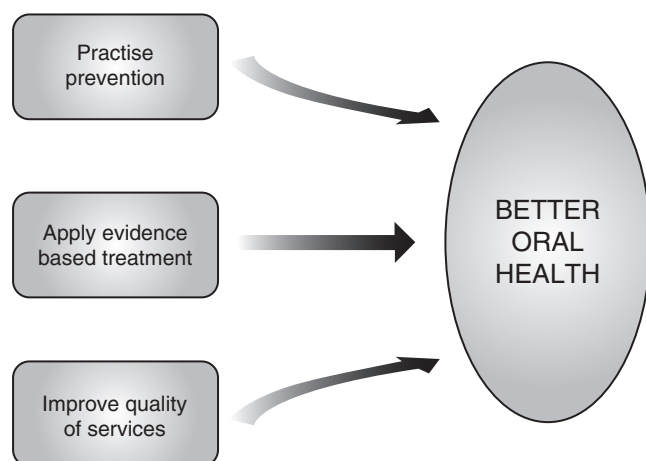 Practise
prevention
Apply evidence
based treatment
BETTER
ORAL
HEALTH
Improve quality
of services